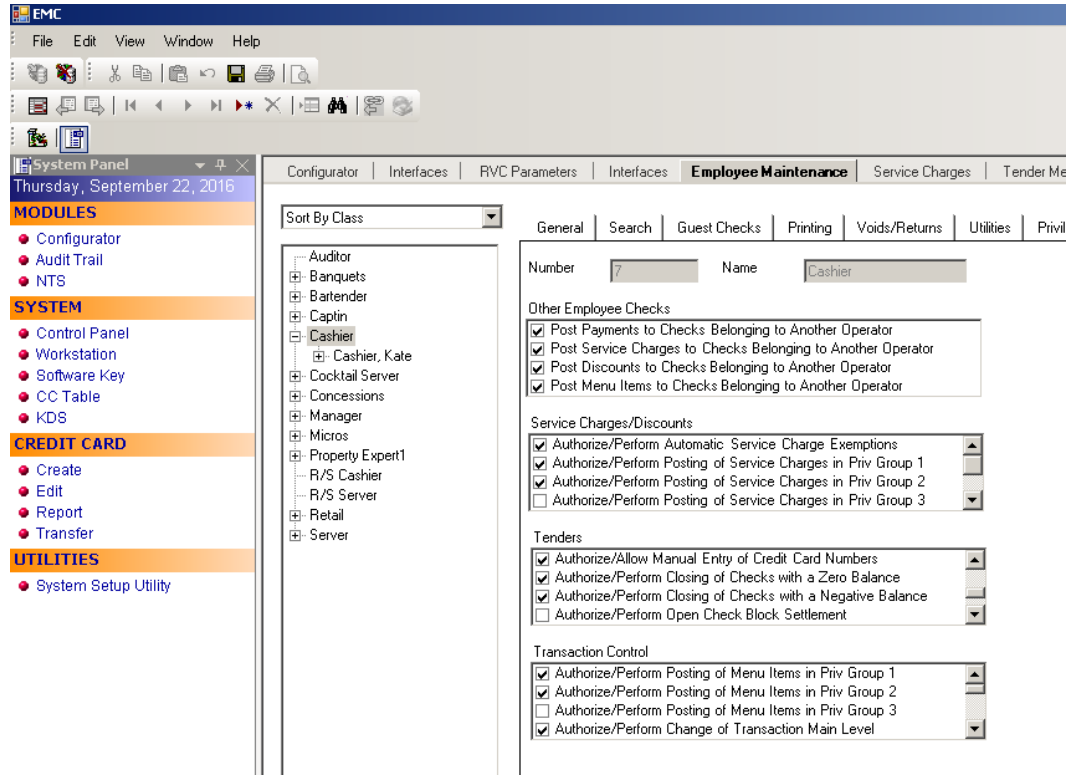 EMC
File Edit View Window Help
System Panel
Thursday, September 22, 2016
MODULES
Configurator
Audit Trail
NTS
SYSTEM
Control Panel
Workstation
Software Key
CC Table
KDS
CREDIT CARD
Create
Edit
Report
Transfer
UTILITIES
System Setup Utility
Configurator Interfaces RVC Parameters Interfaces Employee Maintenance Service Charges Tender Me
Sort By Class
Auditor
Banquets
Bartender
Captin
Cashier
Cashier, Kate
Cocktail Server
Concessions
Manager
Micros
Property Expert1
R/S Cashier
R/S Server
Retail
Server
General Search Guest Checks Printing Voids/Returns Utilities Privil
Number 7 Name Cashier
Other Employee Checks
Post Payments to Checks Belonging to Another Operator
Post Service Charges to Checks Belonging to Another Operator
Post Discounts to Checks Belonging to Another Operator
Post Menu Items to Checks Belonging to Another Operator
Service Charges/Discounts
Authorize/Perform Automatic Service Charge Exemptions
Authorize/Perform Posting of Service Charges in Priv Group 1
Authorize/Perform Posting of Service Charges in Priv Group 2
Authorize/Perform Posting of Service Charges in Priv Group 3
Tenders
Authorize/Allow Manual Entry of Credit Card Numbers
Authorize/Perform Closing of Checks with a Zero Balance
Authorize/Perform Closing of Checks with a Negative Balance
Authorize/Perform Open Check Block Settlement
Transaction Control
Authorize/Perform Posting of Menu Items in Priv Group 1
Authorize/Perform Posting of Menu Items in Priv Group 2
Authorize/Perform Posting of Menu Items in Priv Group 3
Authorize/Perform Change of Transaction Main Level